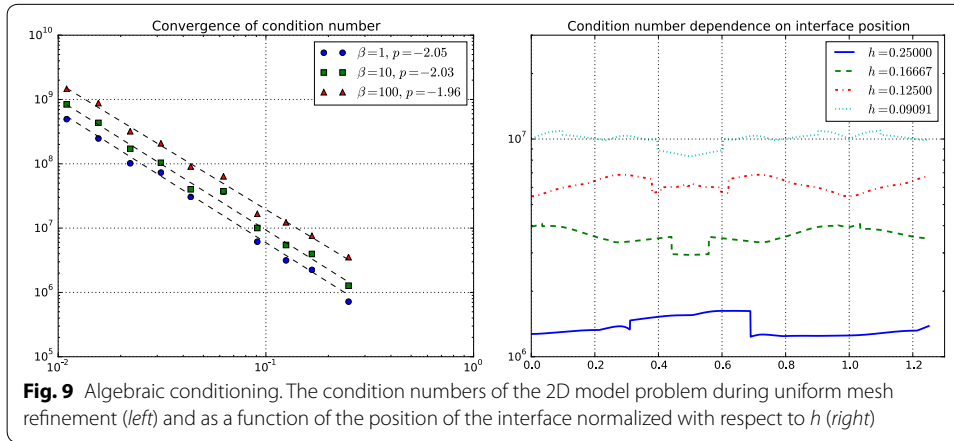 Convergence of condition number
10^10
10^9
10^8
10^7
10^6
10^5
10^-2
10^-1
10^0
β=1, p=−2.05
β=10, p=−2.03
β=100, p=−1.96
Condition number dependence on interface position
10^7
10^6
0.0 0.2 0.4 0.6 0.8 1.0 1.2
h=0.25000
h=0.16667
h=0.12500
h=0.09091
Fig. 9 Algebraic conditioning. The condition numbers of the 2D model problem during uniform mesh
refinement (left) and as a function of the position of the interface normalized with respect to h (right)